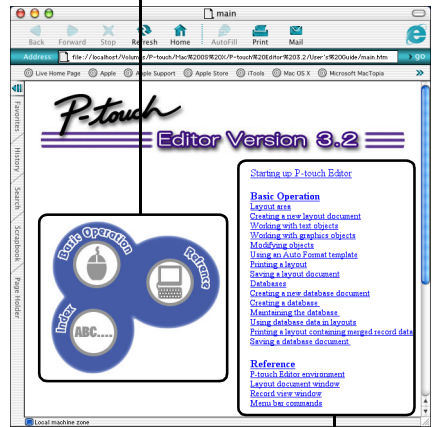 main
Back Forward Stop Refresh Home AutoFill Print Mail
Address: file://localhost/Volumes/P-touch/Mac%20OS%20X/P-touch%20Editor%203.2/User's%20Guide/main.htm go
Live Home Page Apple Apple Support Apple Store iTools Mac OS X Microsoft MacTopia
Favorites
History
Search
Scrapbook
Page Holder
P-touch
Editor Version 3.2
Basic Operation
Refrence
Index
ABC....
Starting up P-touch Editor
Basic Operation
Layout area
Creating a new layout document
Working with text objects
Working with graphics objects
Modifying objects
Using an Auto Format template
Printing a layout
Saving a layout document
Databases
Creating a new database document
Creating a database
Maintaining the database
Using database data in layouts
Printing a layout containing merged record data
Saving a database document
Reference
P-touch Editor environment
Layout document window
Record view window
Menu bar commands
Local machine zone